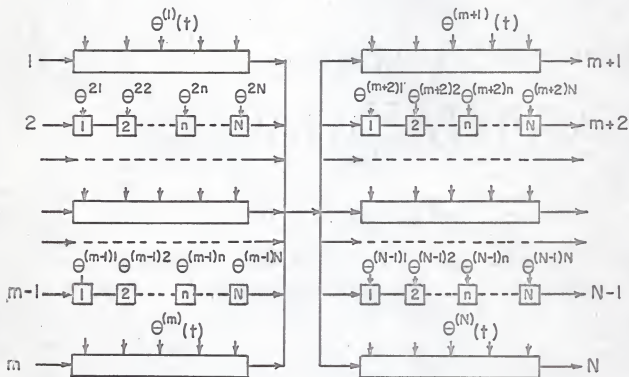 Θ^(1)(t) Θ^(m+1)(t)
1 m+1
Θ^21 Θ^22 Θ^2n Θ^2N Θ^(m+2)1 Θ^(m+2)2 Θ^(m+2)n Θ^(m+2)N
2 1 2 n N 1 2 n N m+2
Θ^(m-1)1 Θ^(m-1)2 Θ^(m-1)n Θ^(m-1)N Θ^(N-1)1 Θ^(N-1)2 Θ^(N-1)n Θ^(N-1)N
m-1 1 2 n N 1 2 n N N-1
Θ^(m)(t) Θ^(N)(t)
m N